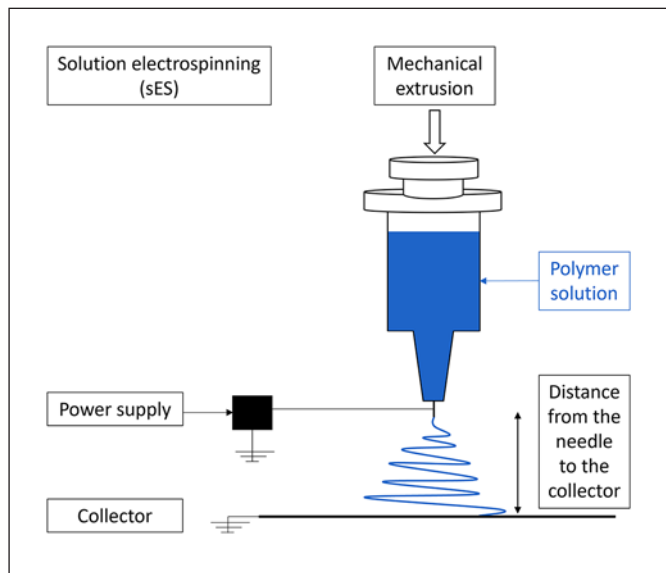 Solution electrospinning
(sES)
Mechanical
extrusion
Polymer
solution
Power supply
Distance
from the
needle
to the
collector
Collector